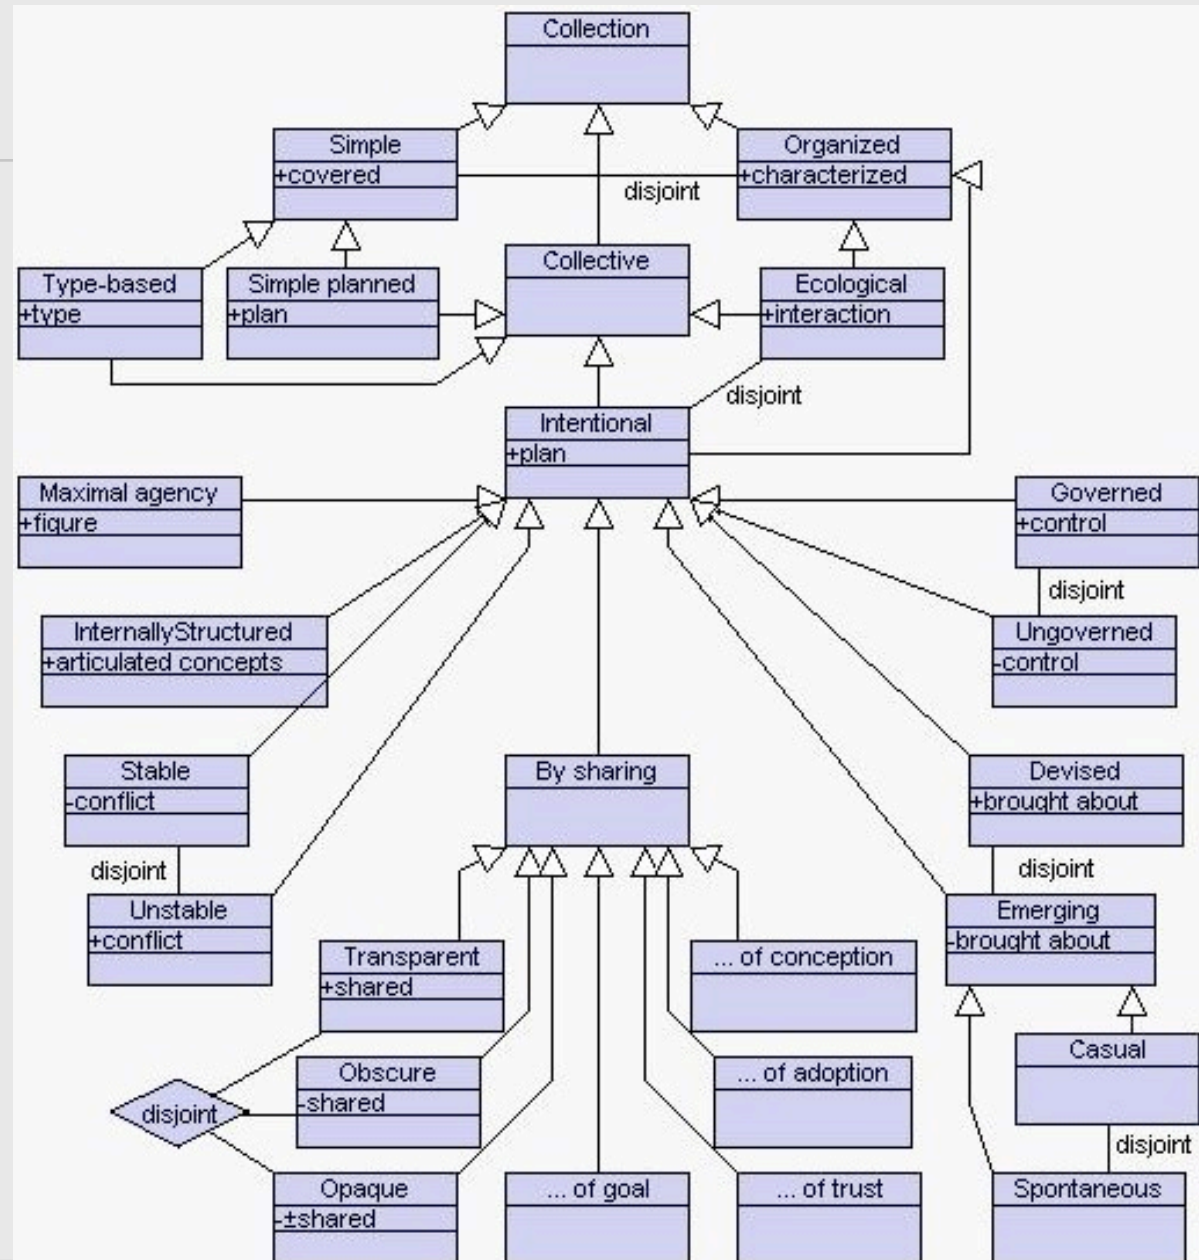 Collection
Simple
+covered
Organized
+characterized
disjoint
Type-based
+type
Simple planned
+plan
Collective
Ecological
+interaction
disjoint
Intentional
+plan
Maximal agency
+figure
Governed
+control
disjoint
InternallyStructured
+articulated concepts
Ungoverned
-control
Stable
-conflict
By sharing
Devised
+brought about
disjoint
disjoint
Unstable
+conflict
Emerging
-brought about
Transparent
+shared
... of conception
Casual
Obscure
-shared
... of adoption
disjoint
disjoint
Opaque
-±shared
... of goal
... of trust
Spontaneous